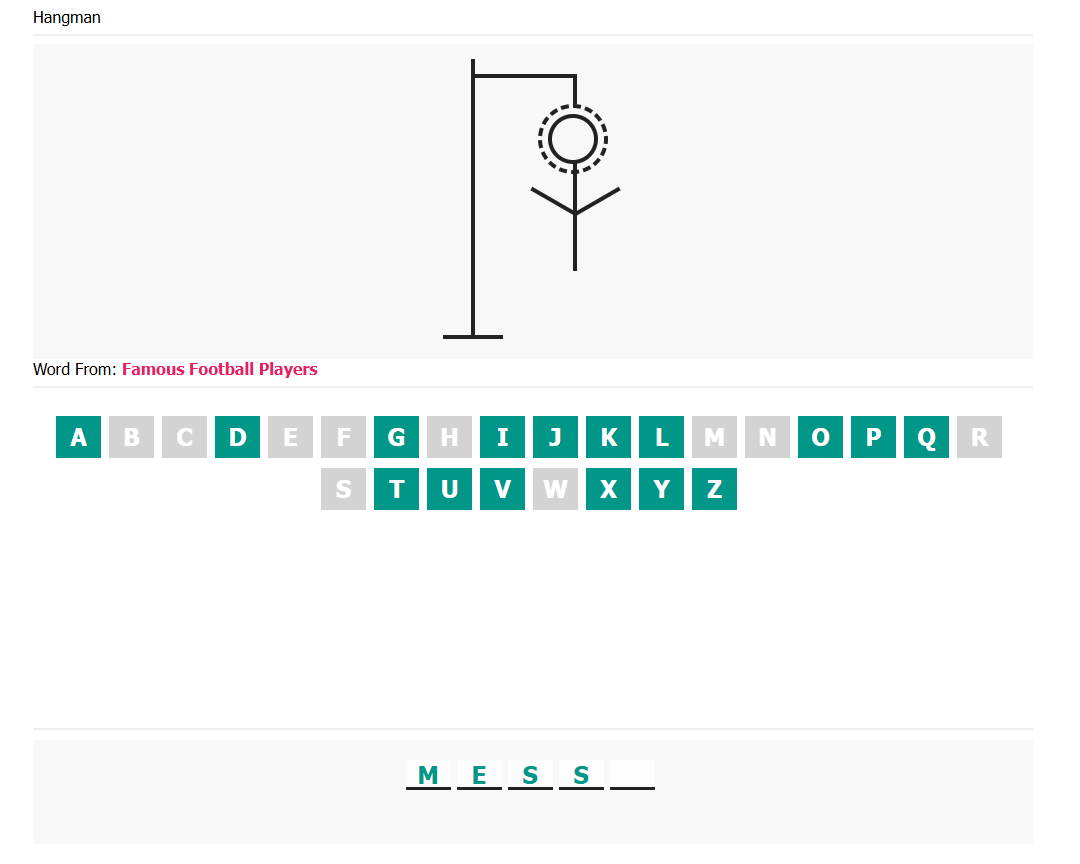 Hangman
Word From: Famous Football Players
A B C D E F G H I J K L M N O P Q R
S T U V W X Y Z
M E S S